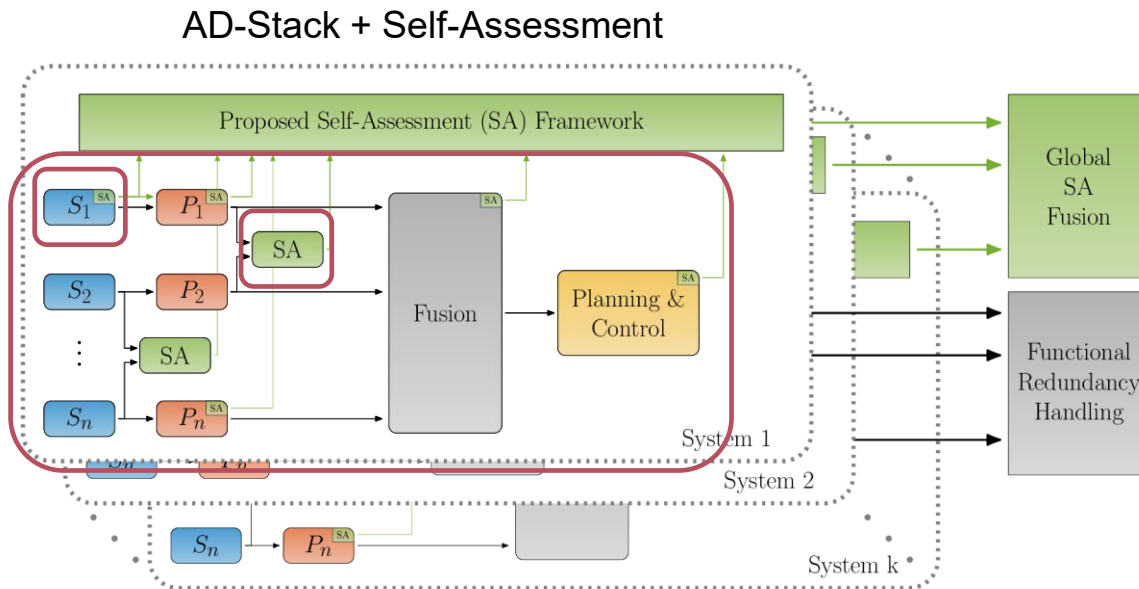 AD-Stack + Self-Assessment
Proposed Self-Assessment (SA) Framework
S₁ SA
P₁ SA
SA
S₂
P₂ SA
SA
⋮
Sₙ
Pₙ SA
Fusion SA
Planning & SA
Control
System 1
Sₙ
Pₙ
System 2
Sₙ
Pₙ SA
System k
Global
SA
Fusion
Functional
Redundancy
Handling